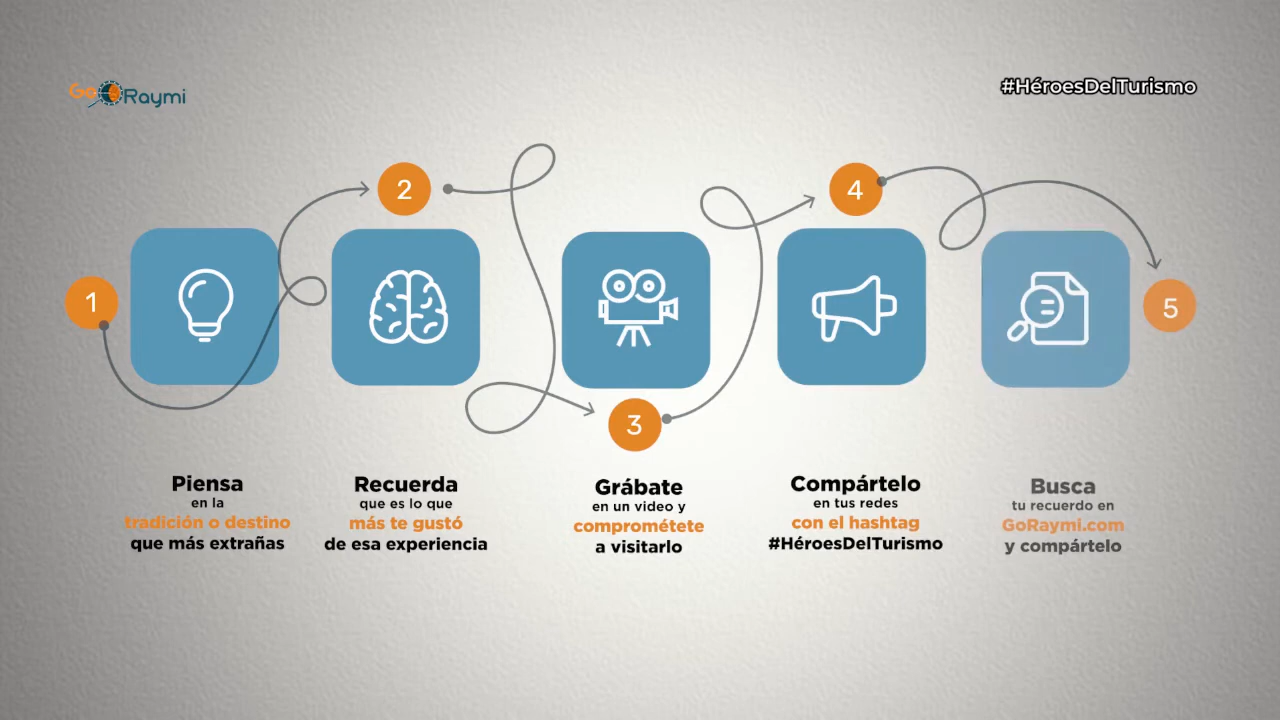 Go Raymi
#HéroesDelTurismo
1
2
3
4
5
Piensa
en la
tradición o destino
que más extrañas
Recuerda
que es lo que
más te gustó
de esa experiencia
Grábate
en un video y
comprométete
a visitarlo
Compártelo
en tus redes
con el hashtag
#HéroesDelTurismo
Busca
tu recuerdo en
GoRaymi.com
y compártelo